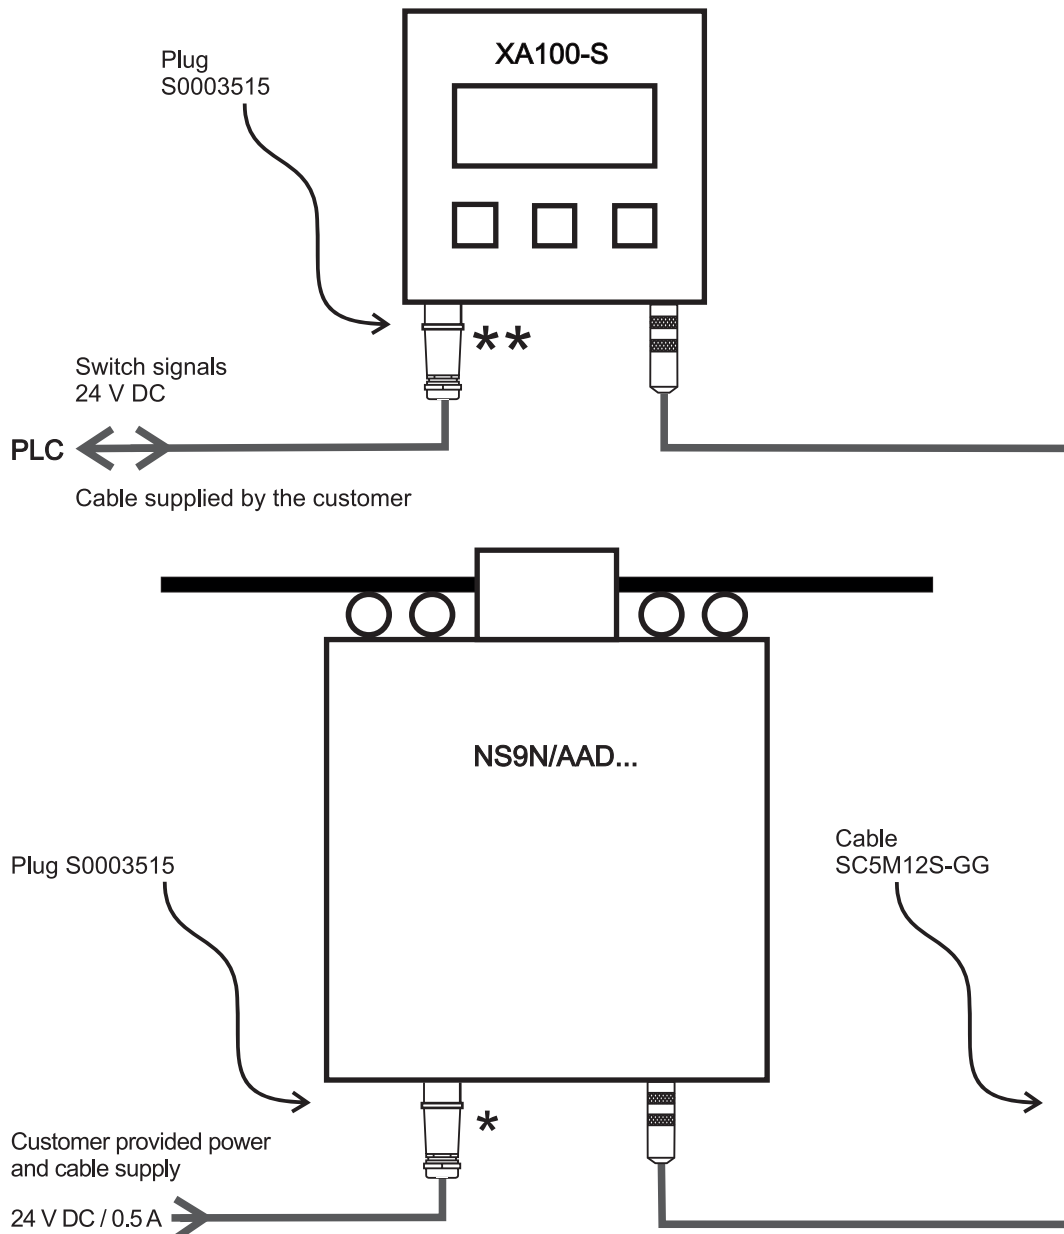 XA100-S
Plug
S0003515
**
Switch signals
24 V DC
PLC
Cable supplied by the customer
NS9N/AAD...
Plug S0003515
Cable
SC5M12S-GG
*
Customer provided power
and cable supply
24 V DC / 0.5 A